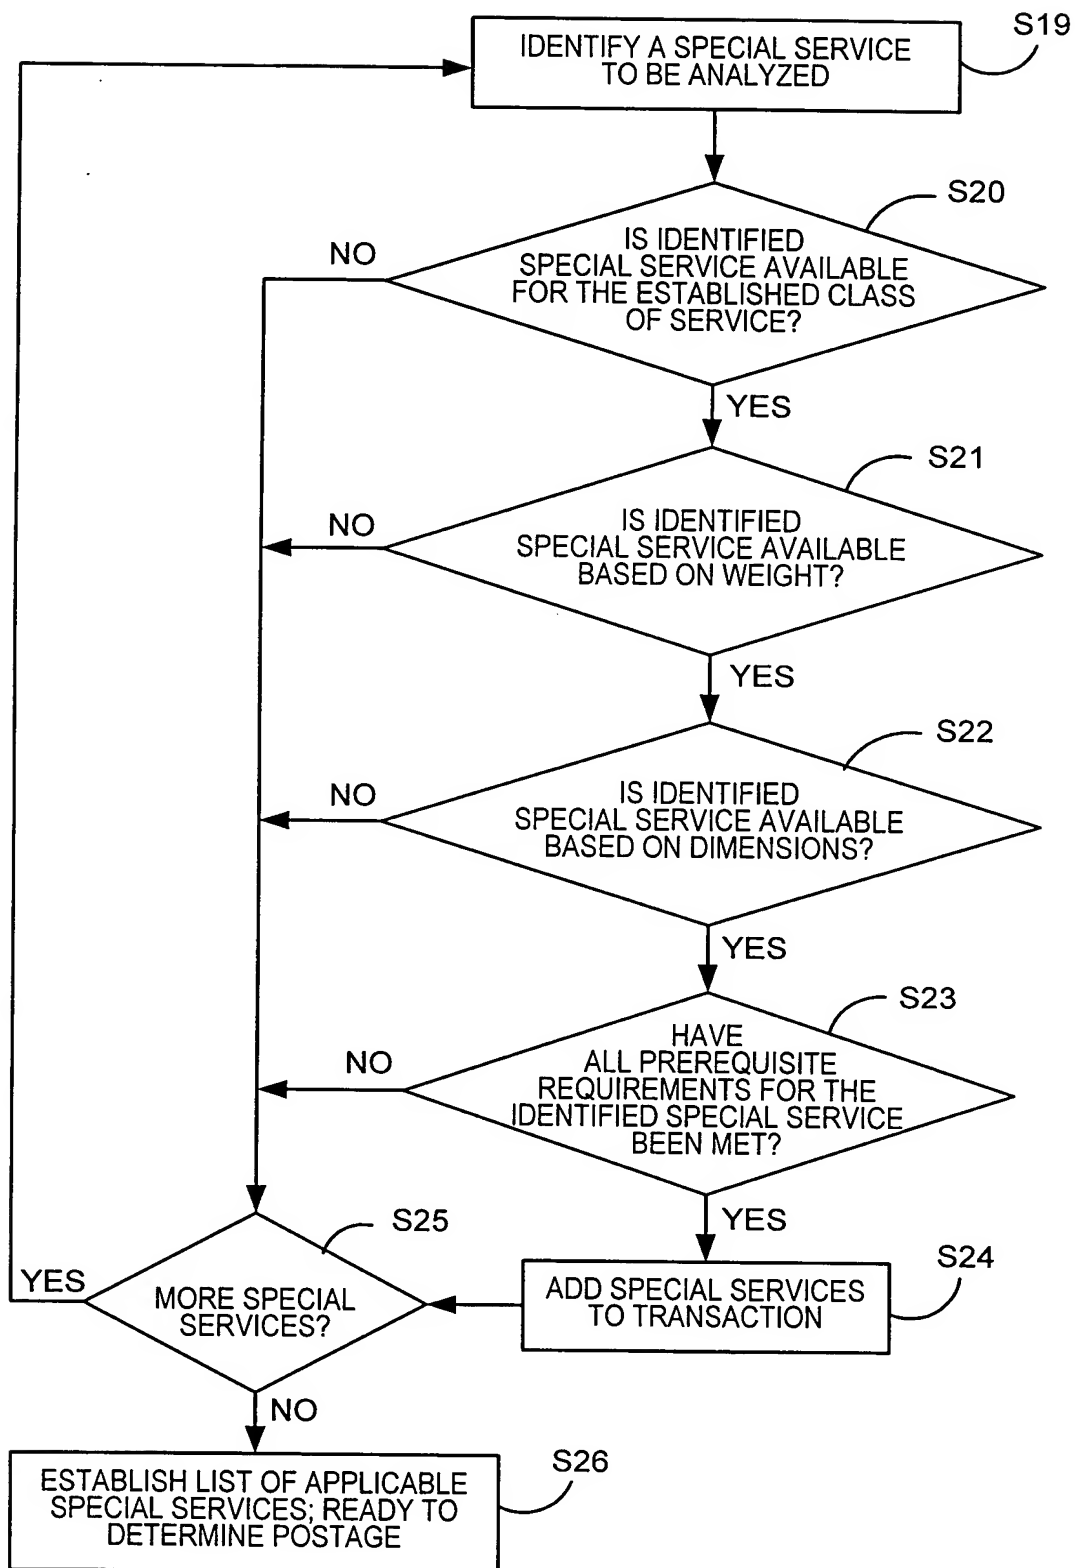 S19
IDENTIFY A SPECIAL SERVICE
TO BE ANALYZED
S20
NO
IS IDENTIFIED
SPECIAL SERVICE AVAILABLE
FOR THE ESTABLISHED CLASS
OF SERVICE?
YES
S21
NO
IS IDENTIFIED
SPECIAL SERVICE AVAILABLE
BASED ON WEIGHT?
YES
S22
NO
IS IDENTIFIED
SPECIAL SERVICE AVAILABLE
BASED ON DIMENSIONS?
YES
S23
NO
HAVE
ALL PREREQUISITE
REQUIREMENTS FOR THE
IDENTIFIED SPECIAL SERVICE
BEEN MET?
YES
S24
ADD SPECIAL SERVICES
TO TRANSACTION
S25
YES
MORE SPECIAL
SERVICES?
NO
S26
ESTABLISH LIST OF APPLICABLE
SPECIAL SERVICES; READY TO
DETERMINE POSTAGE